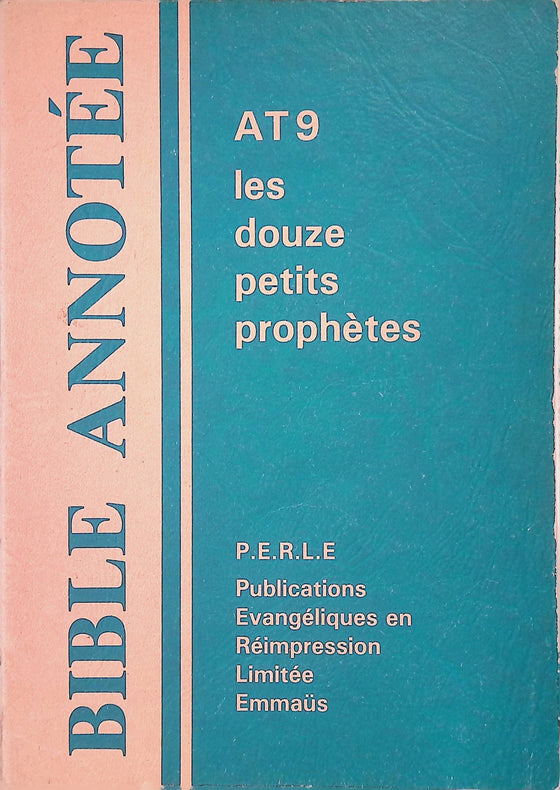 BIBLE ANNOTÉE
AT 9
les
douze
petits
prophètes
P.E.R.L.E
Publications
Evangéliques en
Réimpression
Limitée
Emmaüs